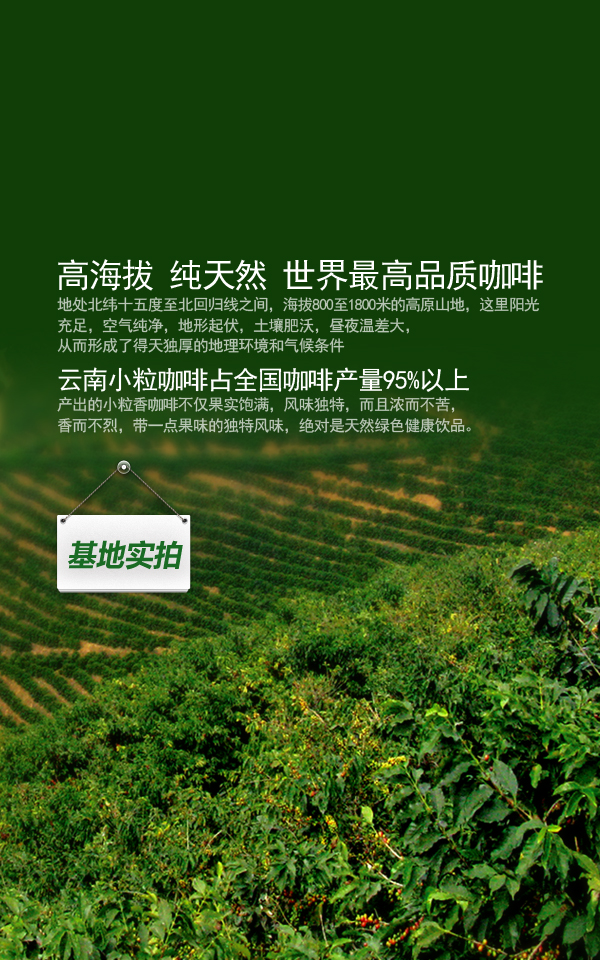 高海拔 纯天然 世界最高品质咖啡
地处北纬十五度至北回归线之间，海拔800至1800米的高原山地，这里阳光
充足，空气纯净，地形起伏，土壤肥沃，昼夜温差大，
从而形成了得天独厚的地理环境和气候条件
云南小粒咖啡占全国咖啡产量95%以上
产出的小粒香咖啡不仅果实饱满，风味独特，而且浓而不苦，
香而不烈，带一点果味的独特风味，绝对是天然绿色健康饮品。
基地实拍